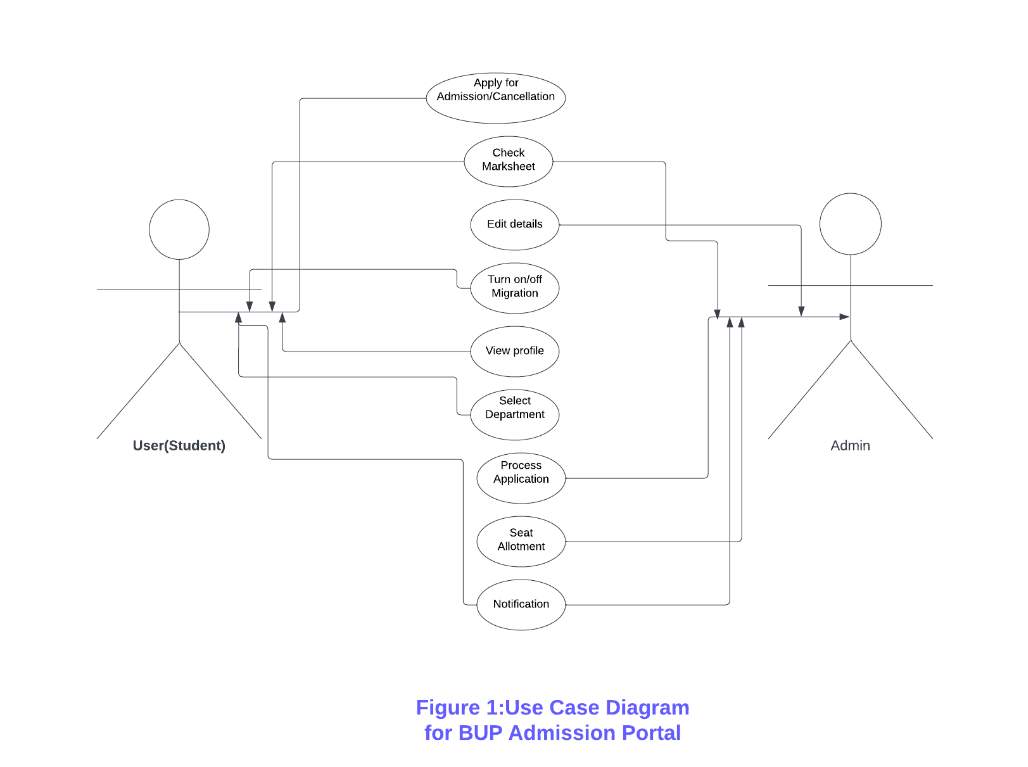 Apply for
Admission/Cancellation
Check
Marksheet
Edit details
Turn on/off
Migration
View profile
Select
Department
User(Student)
Admin
Process
Application
Seat
Allotment
Notification
Figure 1:Use Case Diagram
for BUP Admission Portal